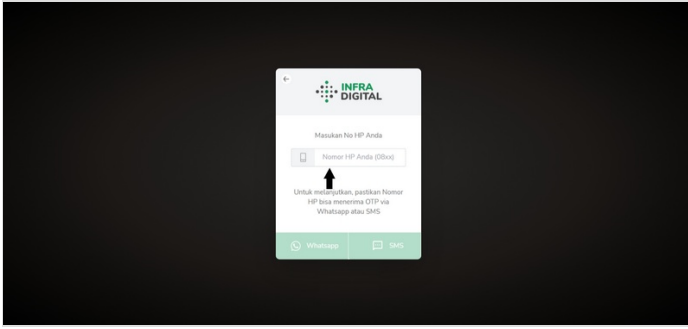 INFRA
DIGITAL
Masukan No HP Anda
Nomor HP Anda (08xx)
Untuk melanjutkan, pastikan Nomor
HP bisa menerima OTP via
Whatsapp atau SMS
Whatsapp SMS